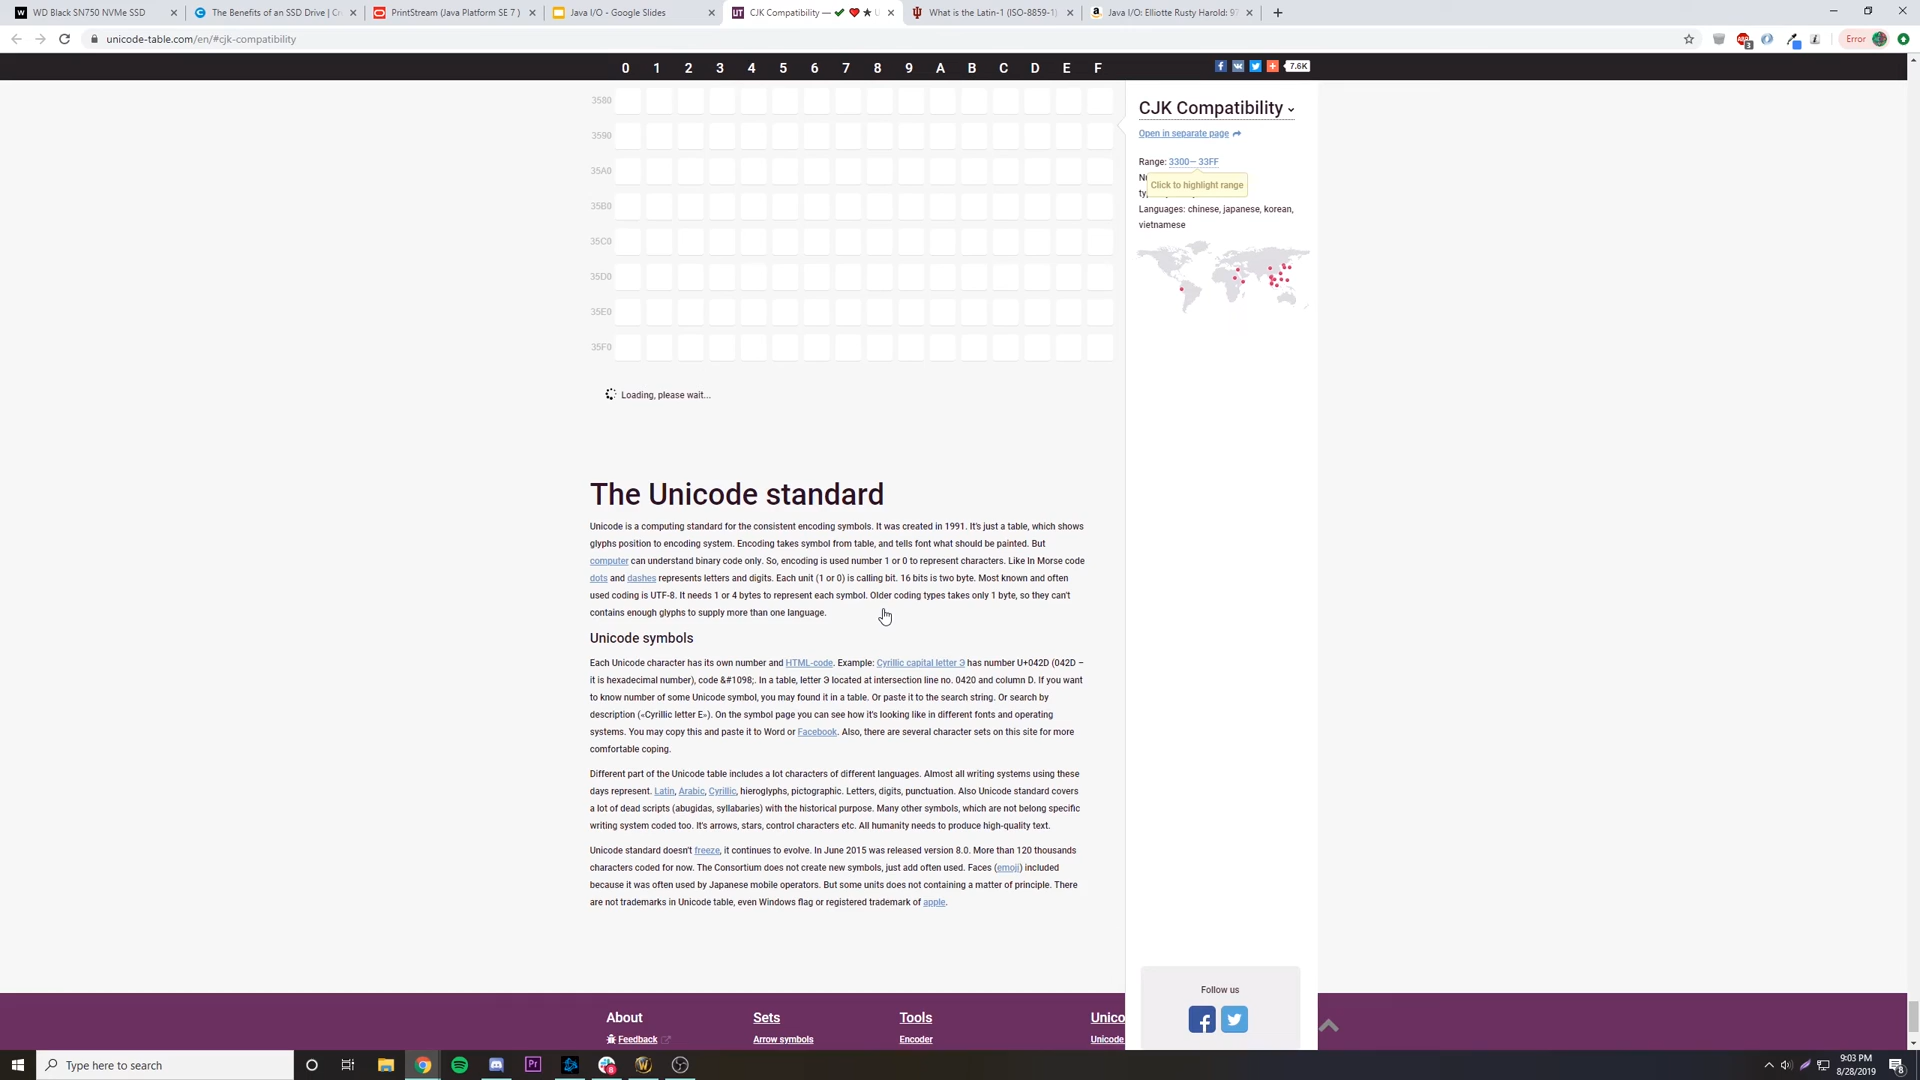 WD Black SN750 NVMe SSD
The Benefits of an SSD Drive | Cr
PrintStream (Java Platform SE 7 )
Java I/O - Google Slides
CJK Compatibility — ✔ ❤ ★ U
What is the Latin-1 (ISO-8859-1)
Java I/O: Elliotte Rusty Harold: 97
unicode-table.com/en/#cjk-compatibility
Error
0 1 2 3 4 5 6 7 8 9 A B C D E F
7.6K
3580
3590
35A0
35B0
35C0
35D0
35E0
35F0
CJK Compatibility
Open in separate page
Range: 3300— 33FF
Click to highlight range
Languages: chinese, japanese, korean,
vietnamese
Loading, please wait...
The Unicode standard
Unicode is a computing standard for the consistent encoding symbols. It was created in 1991. It's just a table, which shows
glyphs position to encoding system. Encoding takes symbol from table, and tells font what should be painted. But
computer can understand binary code only. So, encoding is used number 1 or 0 to represent characters. Like In Morse code
dots and dashes represents letters and digits. Each unit (1 or 0) is calling bit. 16 bits is two byte. Most known and often
used coding is UTF-8. It needs 1 or 4 bytes to represent each symbol. Older coding types takes only 1 byte, so they can't
contains enough glyphs to supply more than one language.
Unicode symbols
Each Unicode character has its own number and HTML-code. Example: Cyrillic capital letter Э has number U+042D (042D –
it is hexadecimal number), code &#1098;. In a table, letter Э located at intersection line no. 0420 and column D. If you want
to know number of some Unicode symbol, you may found it in a table. Or paste it to the search string. Or search by
description («Cyrillic letter E»). On the symbol page you can see how it's looking like in different fonts and operating
systems. You may copy this and paste it to Word or Facebook. Also, there are several character sets on this site for more
comfortable coping.
Different part of the Unicode table includes a lot characters of different languages. Almost all writing systems using these
days represent. Latin, Arabic, Cyrillic, hieroglyphs, pictographic. Letters, digits, punctuation. Also Unicode standard covers
a lot of dead scripts (abugidas, syllabaries) with the historical purpose. Many other symbols, which are not belong specific
writing system coded too. It's arrows, stars, control characters etc. All humanity needs to produce high-quality text.
Unicode standard doesn't freeze, it continues to evolve. In June 2015 was released version 8.0. More than 120 thousands
characters coded for now. The Consortium does not create new symbols, just add often used. Faces (emoji) included
because it was often used by Japanese mobile operators. But some units does not containing a matter of principle. There
are not trademarks in Unicode table, even Windows flag or registered trademark of apple.
Follow us
About
Sets
Tools
Unico
Feedback
Arrow symbols
Encoder
Unicode
Type here to search
9:03 PM
8/28/2019